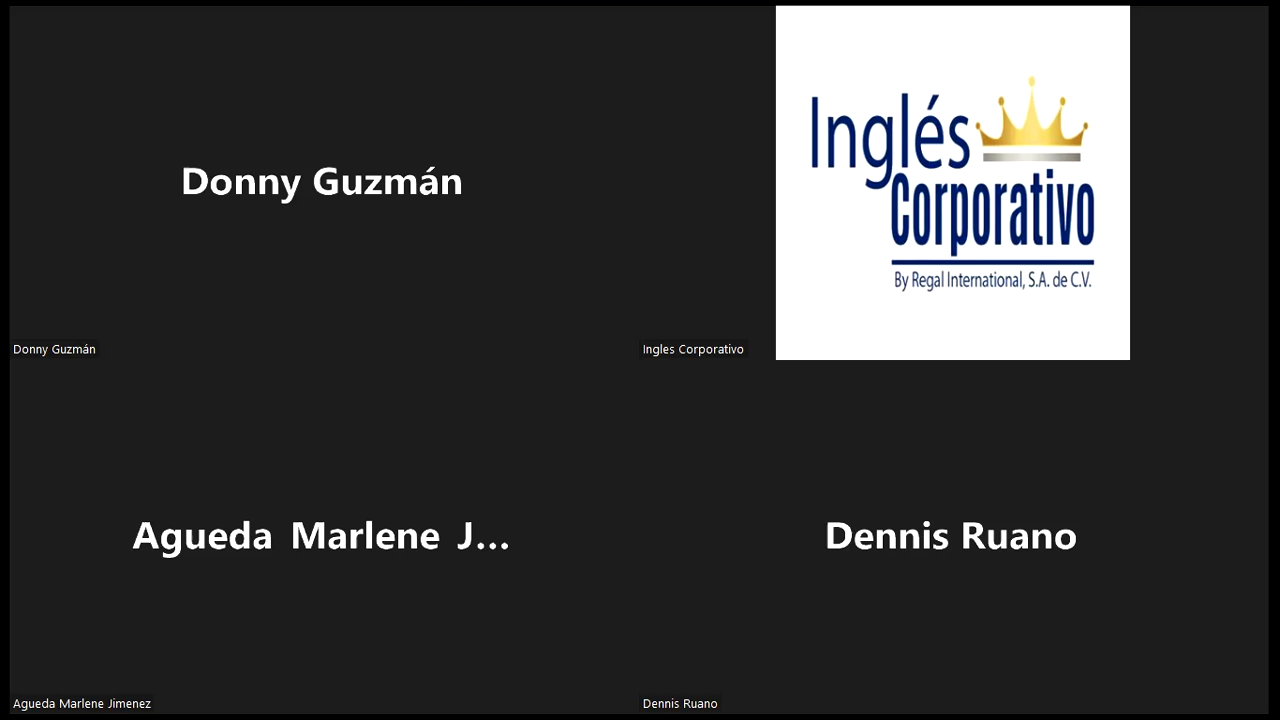 Donny Guzmán
Donny Guzmán
Inglés
Corporativo
By Regal International, S.A. de C.V.
Ingles Corporativo
Agueda Marlene J...
Agueda Marlene Jimenez
Dennis Ruano
Dennis Ruano